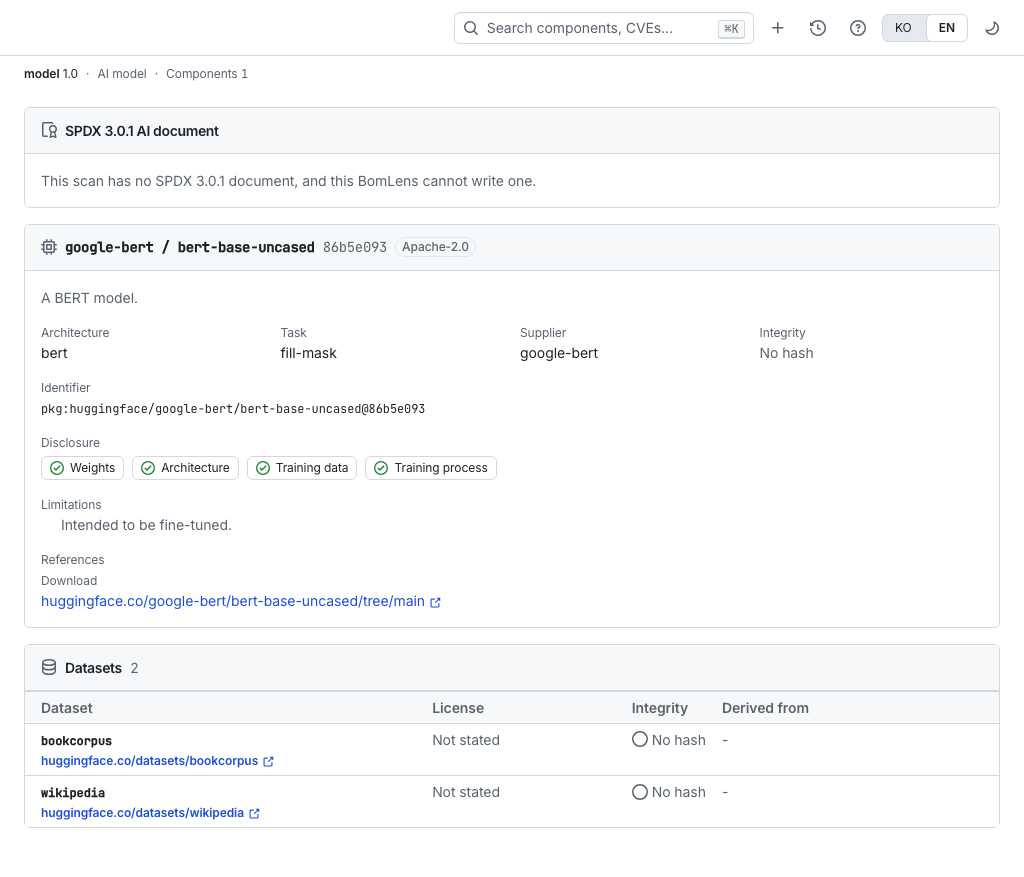 Search components, CVEs... ⌘K
KO EN
model 1.0 · AI model · Components 1
SPDX 3.0.1 AI document
This scan has no SPDX 3.0.1 document, and this BomLens cannot write one.
google-bert / bert-base-uncased 86b5e093 Apache-2.0
A BERT model.
Architecture Task Supplier Integrity
bert fill-mask google-bert No hash
Identifier
pkg:huggingface/google-bert/bert-base-uncased@86b5e093
Disclosure
Weights Architecture Training data Training process
Limitations
Intended to be fine-tuned.
References
Download
huggingface.co/google-bert/bert-base-uncased/tree/main
Datasets 2
Dataset License Integrity Derived from
bookcorpus Not stated No hash -
huggingface.co/datasets/bookcorpus
wikipedia Not stated No hash -
huggingface.co/datasets/wikipedia